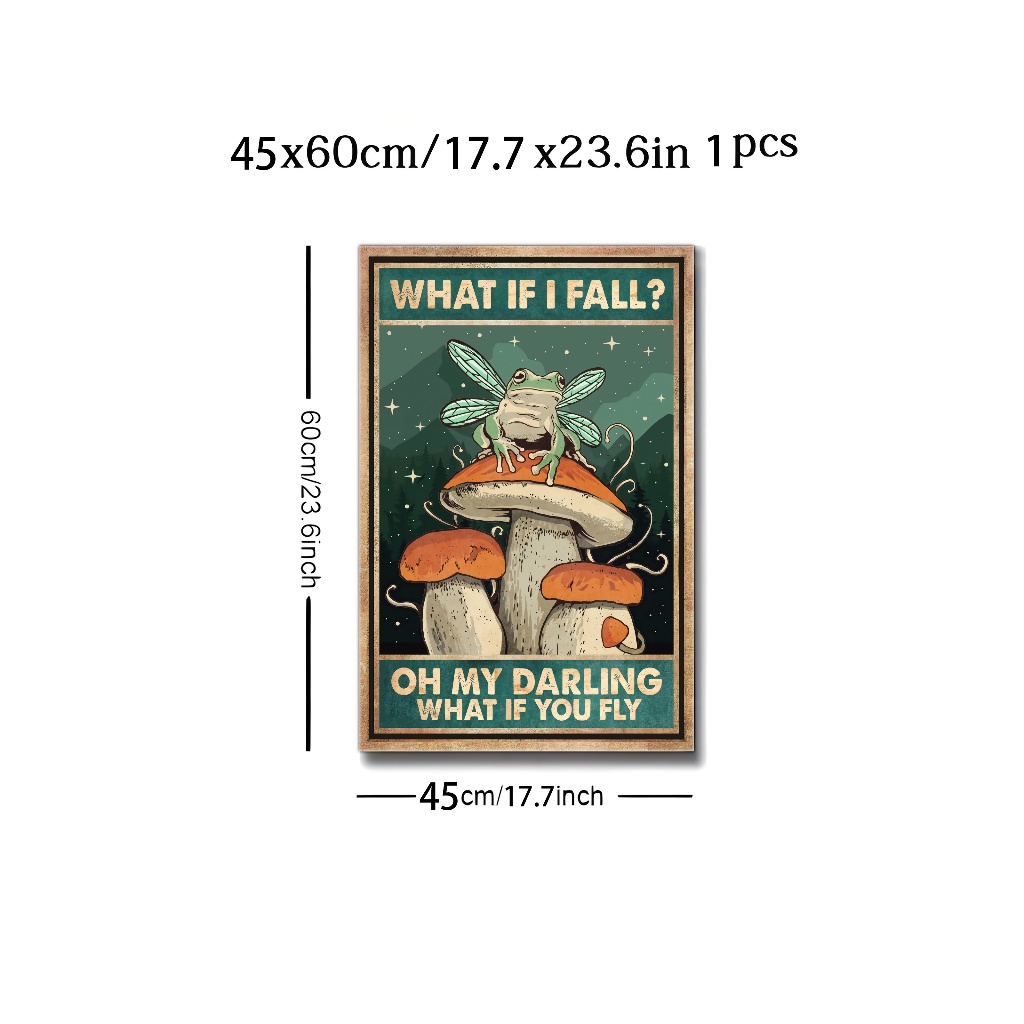 45x60cm/17.7 x23.6in 1pcs
WHAT IF I FALL?
60cm/23.6inch
OH MY DARLING
WHAT IF YOU FLY
45cm/17.7inch